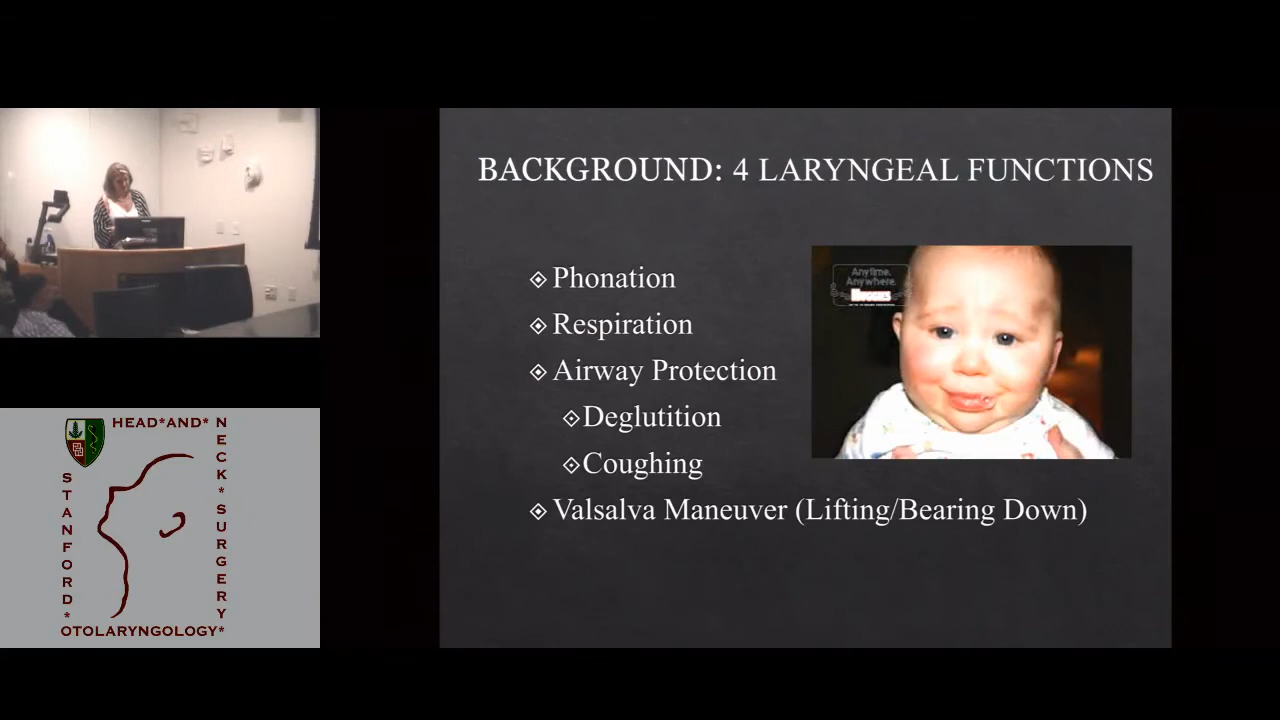 BACKGROUND: 4 LARYNGEAL FUNCTIONS
Phonation
Respiration
Airway Protection
Deglutition
Coughing
Valsalva Maneuver (Lifting/Bearing Down)
Anytime.
Anywhere.
HUGGIES
HEAD*AND*
NECK*SURGERY*
STANFORD*
OTOLARYNGOLOGY*